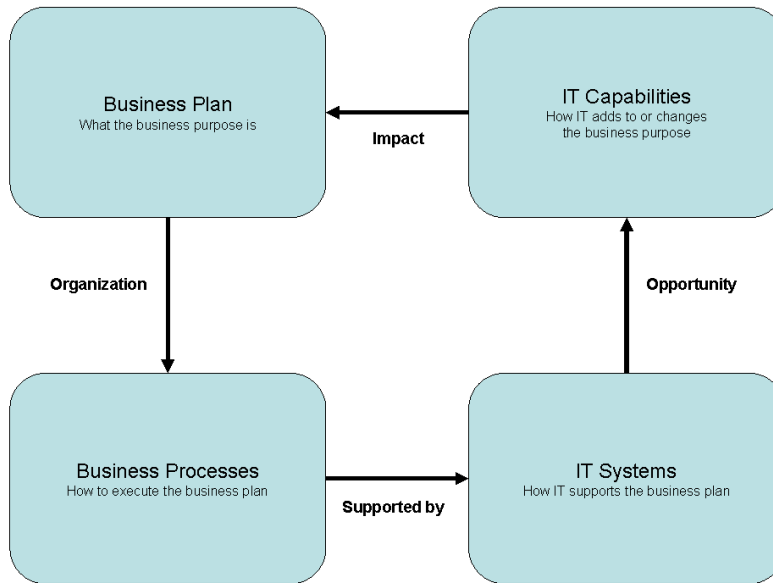 Business Plan
What the business purpose is
IT Capabilities
How IT adds to or changes
the business purpose
Impact
Organization
Opportunity
Business Processes
How to execute the business plan
IT Systems
How IT supports the business plan
Supported by